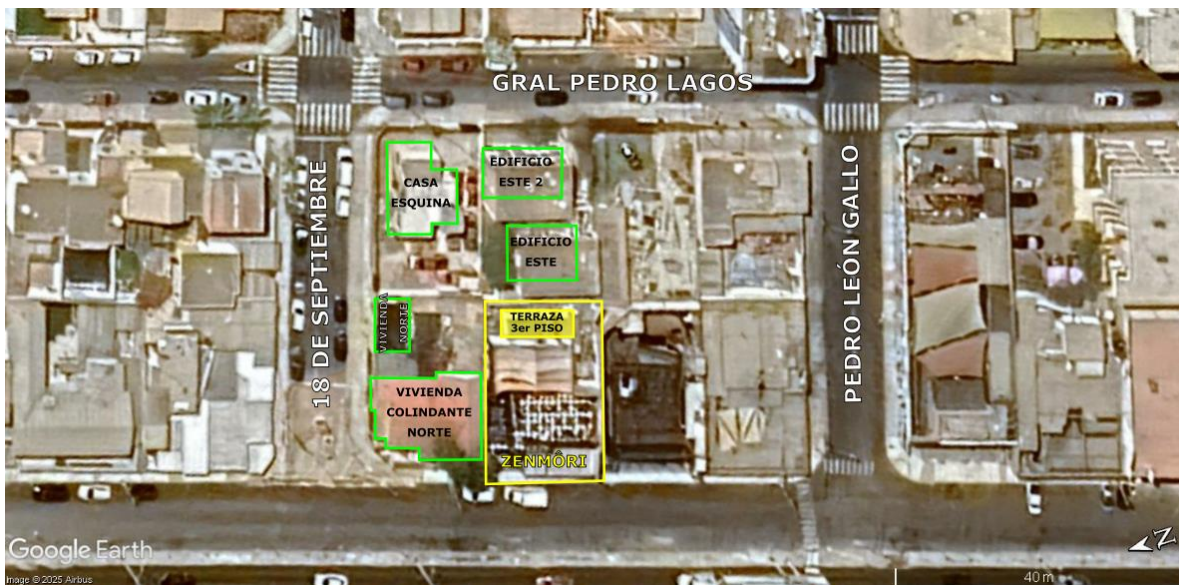 GRAL PEDRO LAGOS
18 DE SEPTIEMBRE
PEDRO LEÓN GALLO
CASA
ESQUINA
EDIFICIO
ESTE 2
EDIFICIO
ESTE
VIVIENDA
NORTE
TERRAZA
3er PISO
VIVIENDA
COLINDANTE
NORTE
ZENMÔRI
Google Earth
Image © 2025 Airbus
40 m
N